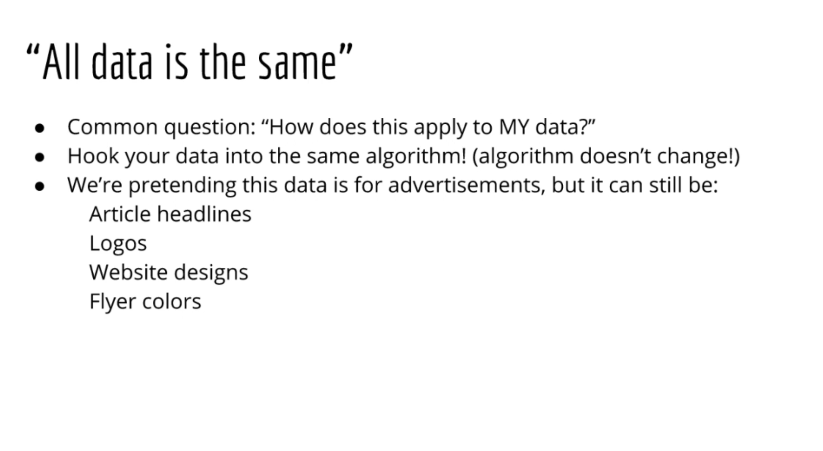 “All data is the same”
● Common question: “How does this apply to MY data?”
● Hook your data into the same algorithm! (algorithm doesn’t change!)
● We’re pretending this data is for advertisements, but it can still be:
Article headlines
Logos
Website designs
Flyer colors